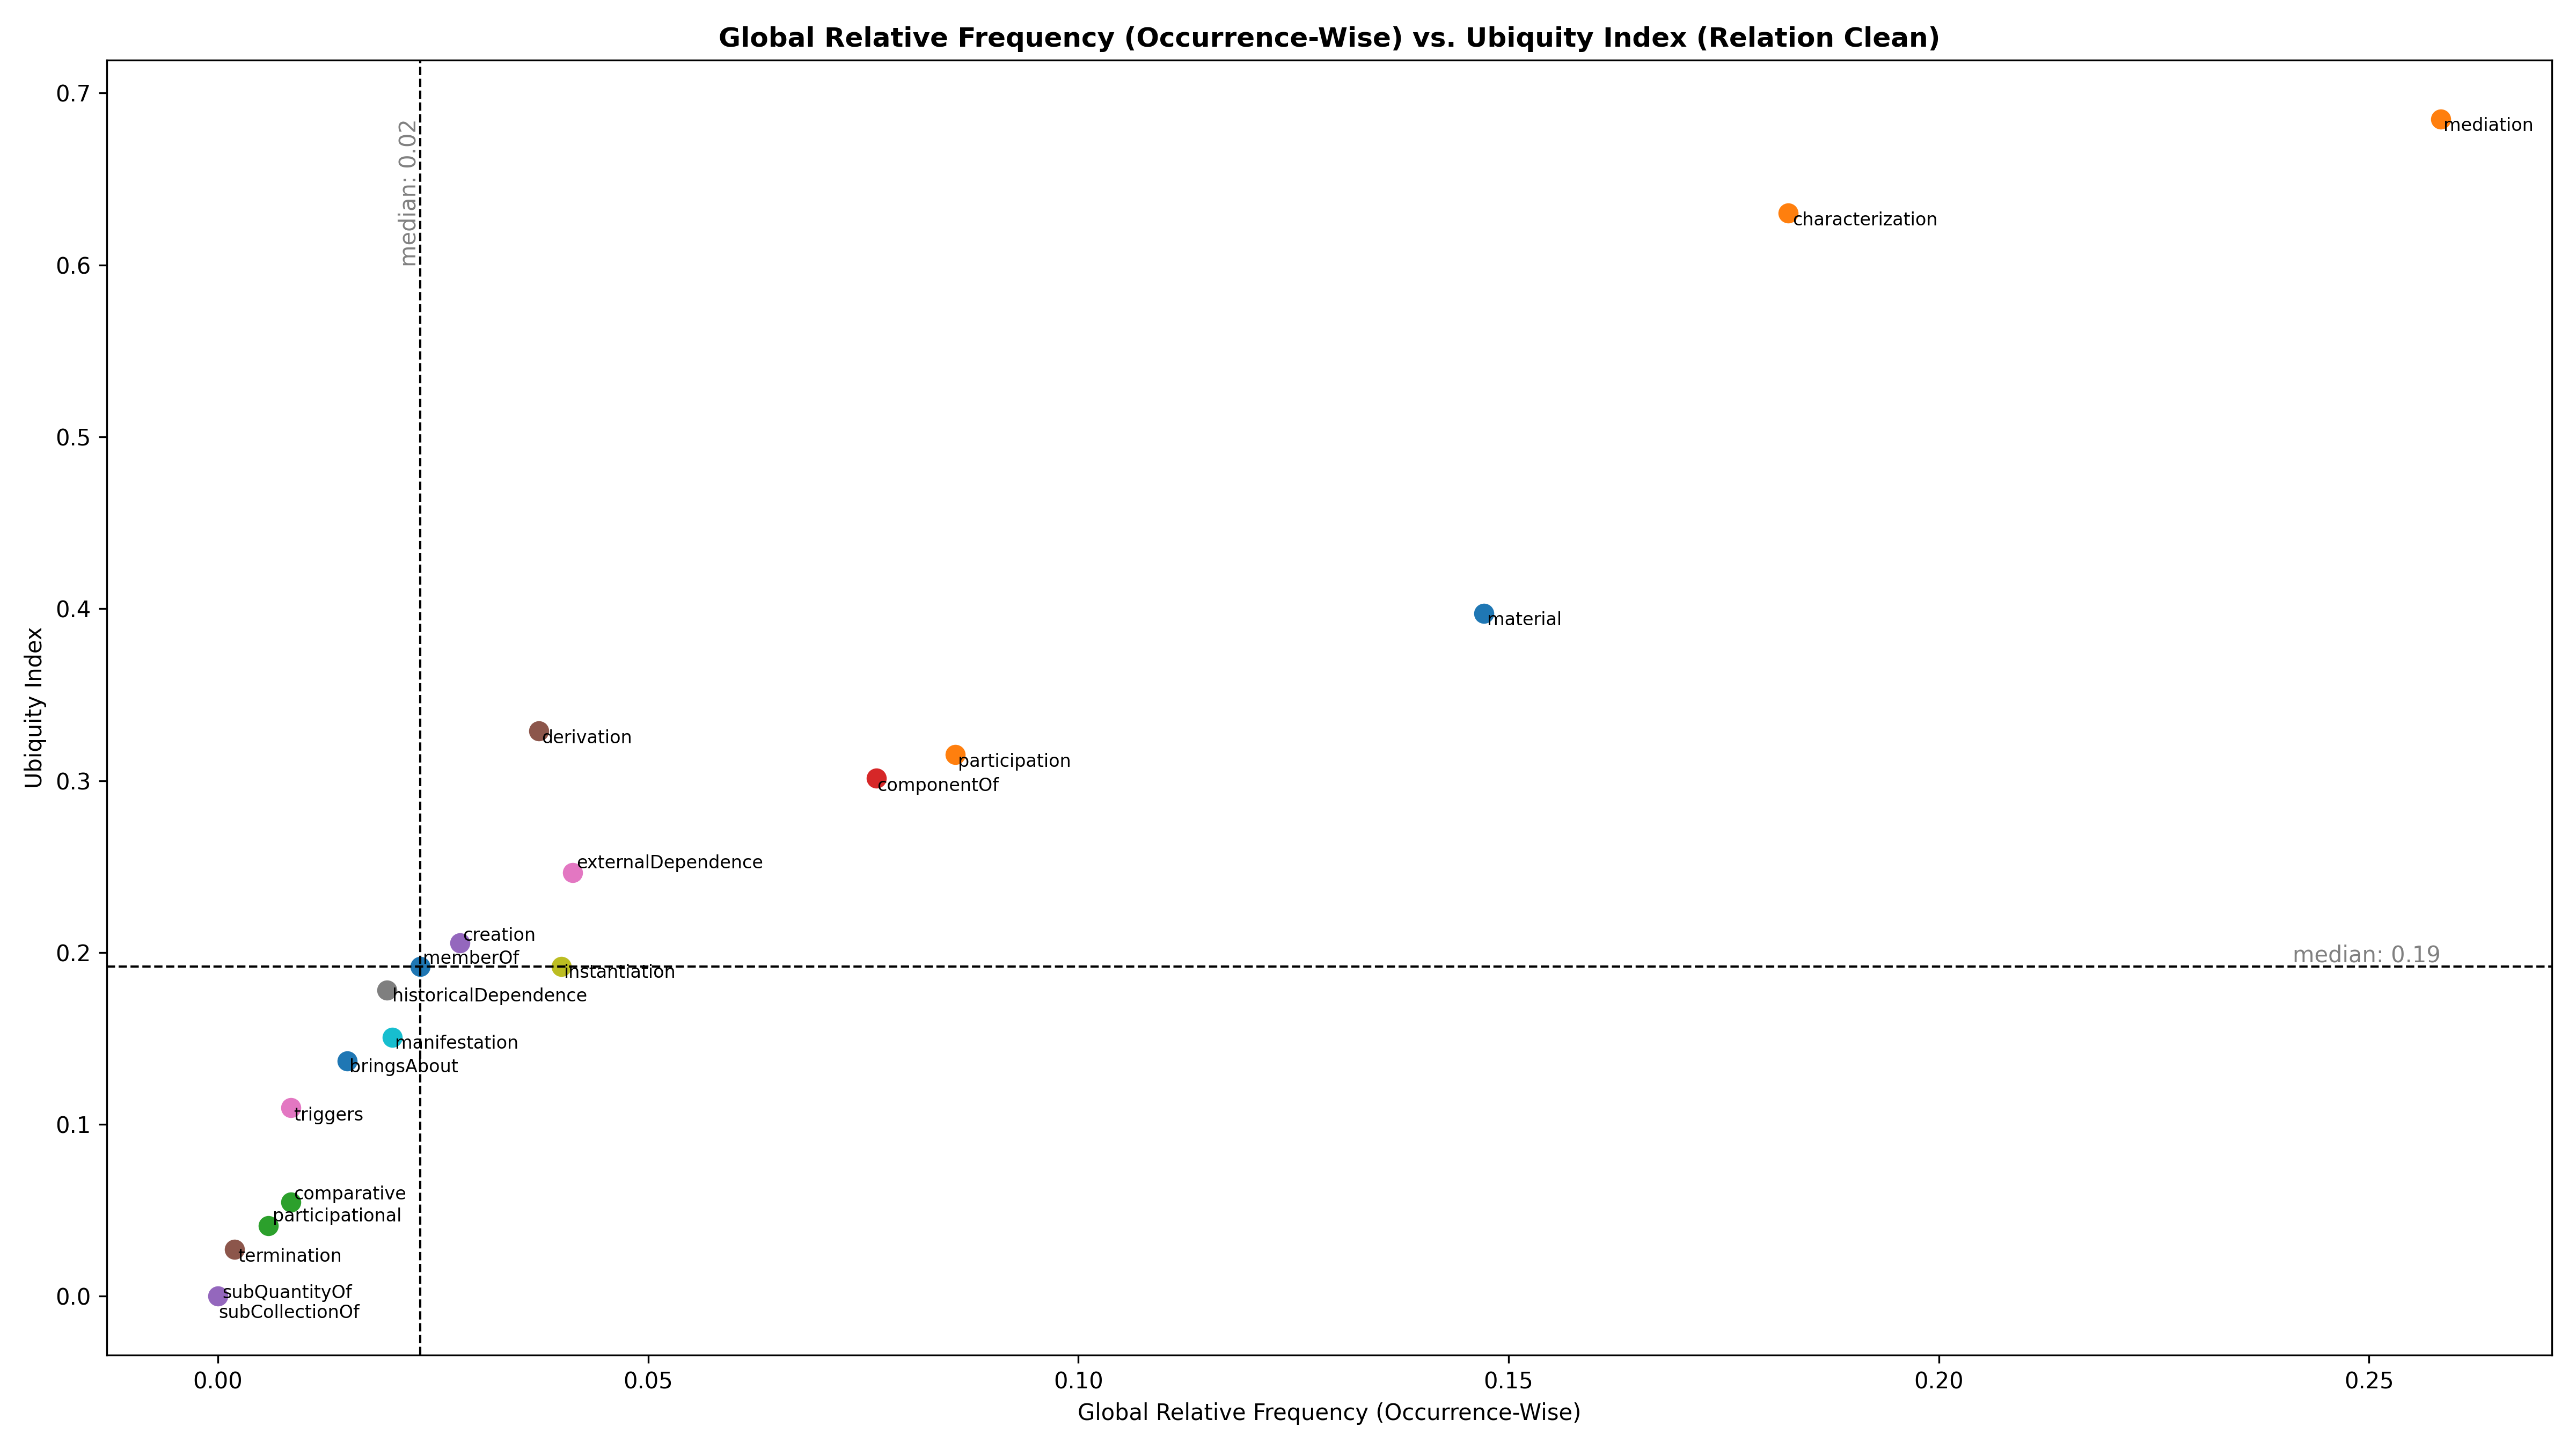 Global Relative Frequency (Occurrence-Wise) vs. Ubiquity Index (Relation Clean)
0.7
0.6
0.5
0.4
0.3
0.2
0.1
0.0
Ubiquity Index
median: 0.02
mediation
characterization
material
derivation
participation
componentOf
externalDependence
creation
memberOf
median: 0.19
instantiation
historicalDependence
manifestation
bringsAbout
triggers
comparative
participational
termination
subQuantityOf
subCollectionOf
0.00
0.05
0.10
0.15
0.20
0.25
Global Relative Frequency (Occurrence-Wise)